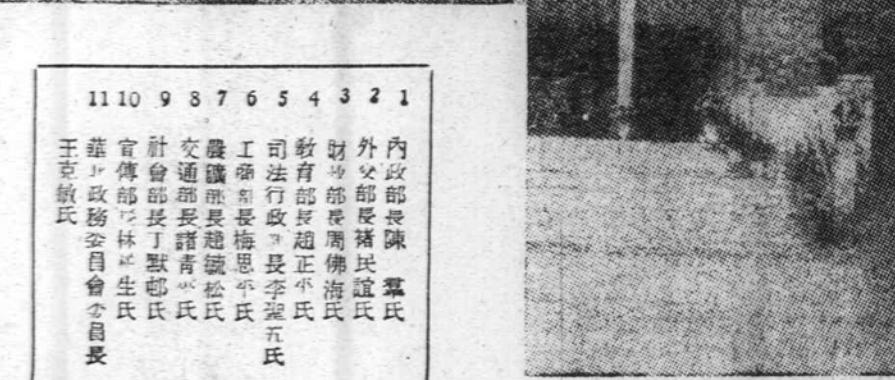 1 內政部長陳 羣氏
2 外交部長褚民誼氏
3 財政部長周佛海氏
4 敎育部長趙正平氏
5 司法行政部長李聖五氏
6 工商部長梅思平氏
7 農鑛部長趙毓松氏
8 交通部長諸靑來氏
9 社會部長丁默邨氏
10 宣傳部長林柏生氏
11 華北政務委員會委員長
王克敏氏